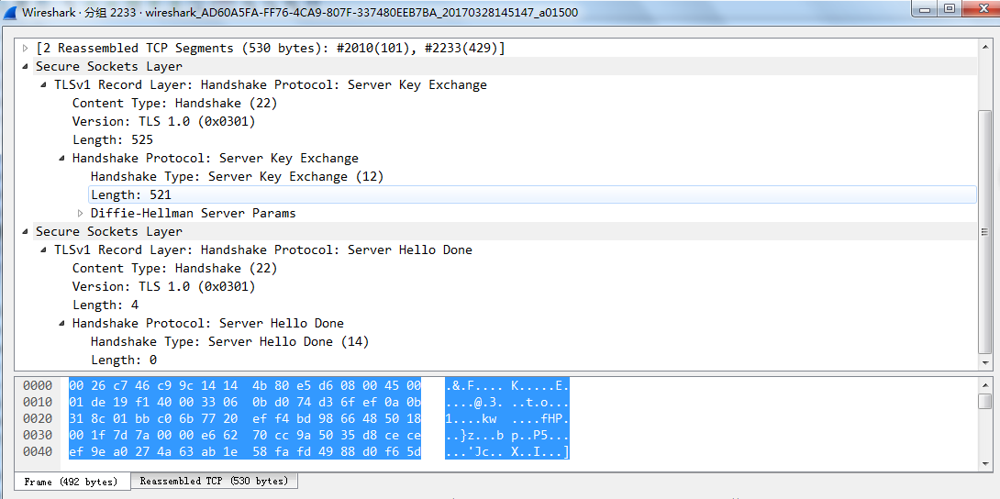 Wireshark · 分组 2233 · wireshark_AD60A5FA-FF76-4CA9-807F-337480EEB7BA_20170328145147_a01500
[2 Reassembled TCP Segments (530 bytes): #2010(101), #2233(429)]
Secure Sockets Layer
TLSv1 Record Layer: Handshake Protocol: Server Key Exchange
Content Type: Handshake (22)
Version: TLS 1.0 (0x0301)
Length: 525
Handshake Protocol: Server Key Exchange
Handshake Type: Server Key Exchange (12)
Length: 521
Diffie-Hellman Server Params
Secure Sockets Layer
TLSv1 Record Layer: Handshake Protocol: Server Hello Done
Content Type: Handshake (22)
Version: TLS 1.0 (0x0301)
Length: 4
Handshake Protocol: Server Hello Done
Handshake Type: Server Hello Done (14)
Length: 0
0000 00 26 c7 46 c9 9c 14 14 4b 80 e5 d6 08 00 45 00 .&.F.... K.....E.
0010 01 de 19 f1 40 00 33 06 0b d0 74 d3 6f ef 0a 0b ....@.3. ..t.o...
0020 31 8c 01 bb c0 6b 77 20 ef f4 bd 98 66 48 50 18 1....kw ....fHP.
0030 00 1f 7d 7a 00 00 e6 62 70 cc 9a 50 35 d8 ce ce ..}z...b p..P5...
0040 ef 9e a0 27 4a 63 ab 1e 58 fa fd 49 88 d0 f6 5d ...'Jc.. X..I...]
Frame (492 bytes) Reassembled TCP (530 bytes)